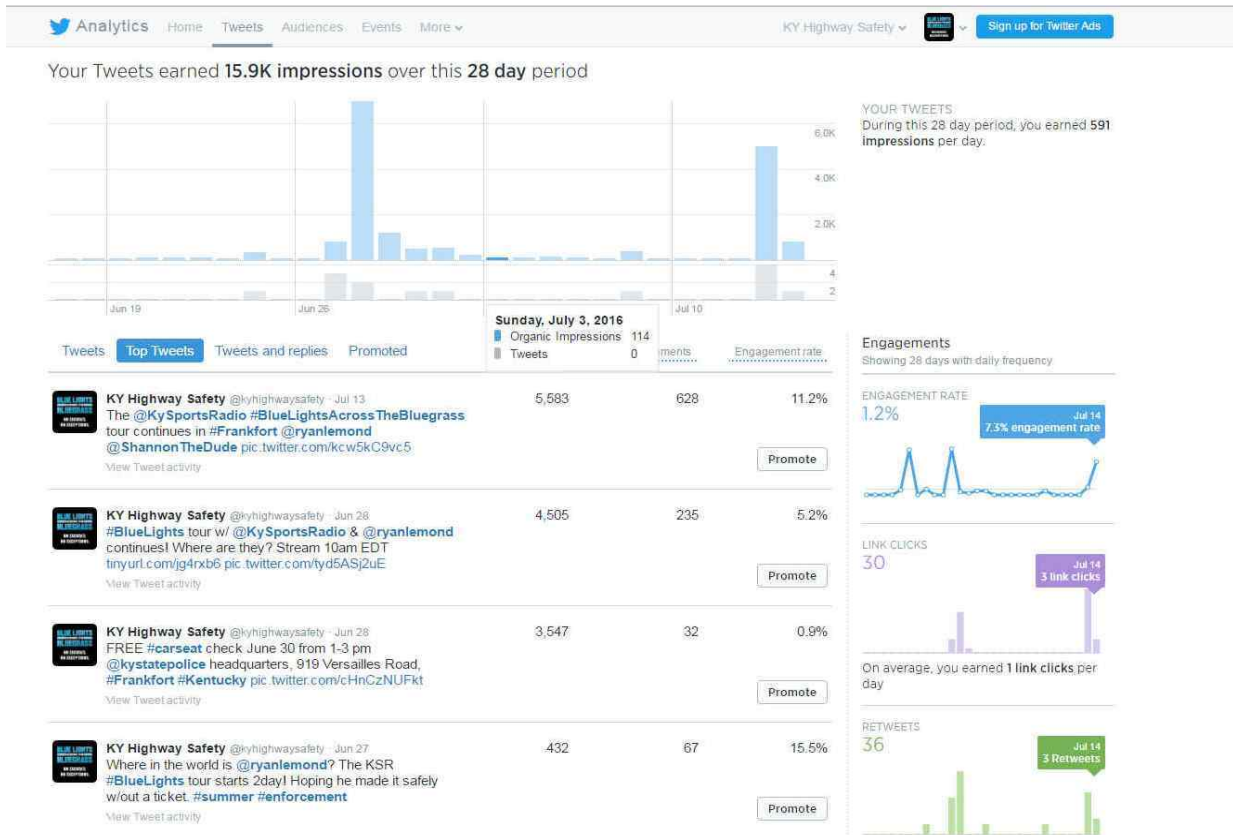 Analytics Home Tweets Audiences Events More
KY Highway Safety
Sign up for Twitter Ads
Your Tweets earned 15.9K impressions over this 28 day period
6.0K
4.0K
2.0K
4
2
Jun 19
Jun 26
Jul 10
YOUR TWEETS
During this 28 day period, you earned 591
impressions per day.
Sunday, July 3, 2016
Organic Impressions 114
Tweets 0
Tweets Top Tweets Tweets and replies Promoted
ments Engagement rate
KY Highway Safety @kyhighwaysafety · Jul 13
The @KySportsRadio #BlueLightsAcrossTheBluegrass
tour continues in #Frankfort @ryanlemond
@ShannonTheDude pic.twitter.com/kcw5kC9vc5
View Tweet activity
5,583 628 11.2%
Promote
KY Highway Safety @kyhighwaysafety · Jun 28
#BlueLights tour w/ @KySportsRadio & @ryanlemond
continues! Where are they? Stream 10am EDT
tinyurl.com/jg4rxb6 pic.twitter.com/tyd5ASj2uE
View Tweet activity
4,505 235 5.2%
Promote
KY Highway Safety @kyhighwaysafety · Jun 28
FREE #carseat check June 30 from 1-3 pm
@kystatepolice headquarters, 919 Versailles Road,
#Frankfort #Kentucky pic.twitter.com/cHnCzNUFkt
View Tweet activity
3,547 32 0.9%
Promote
KY Highway Safety @kyhighwaysafety · Jun 27
Where in the world is @ryanlemond? The KSR
#BlueLights tour starts 2day! Hoping he made it safely
w/out a ticket. #summer #enforcement
View Tweet activity
432 67 15.5%
Promote
Engagements
Showing 28 days with daily frequency
ENGAGEMENT RATE
1.2%
Jul 14
7.3% engagement rate
LINK CLICKS
30
Jul 14
3 link clicks
On average, you earned 1 link clicks per
day
RETWEETS
36
Jul 14
3 Retweets